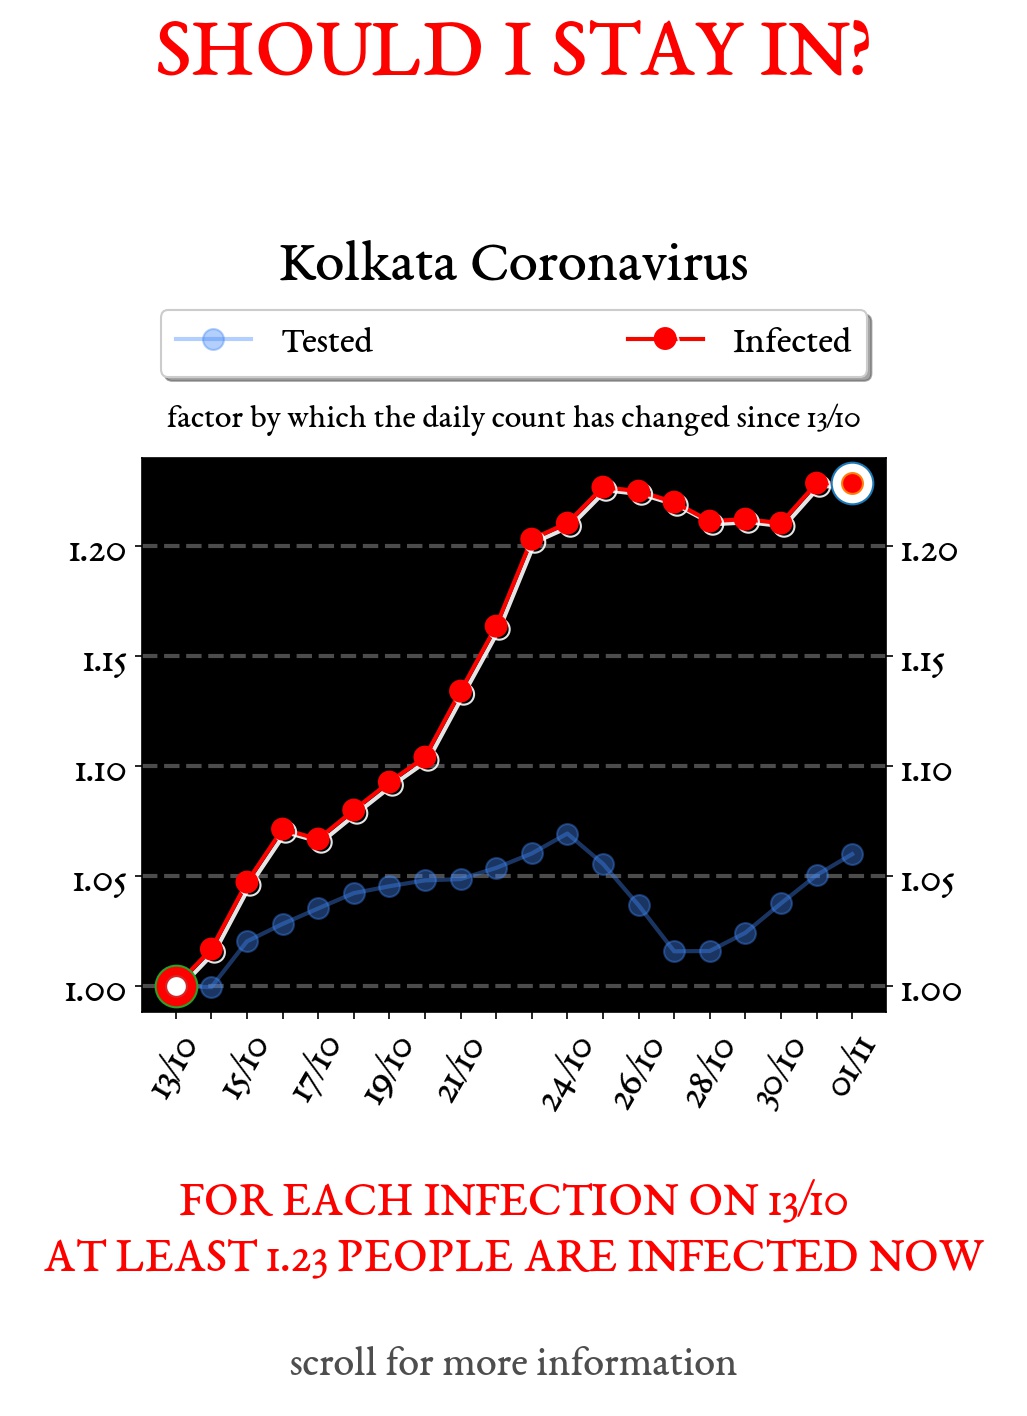 SHOULD I STAY IN?
Kolkata Coronavirus
Tested Infected
factor by which the daily count has changed since 13/10
1.20 1.20
1.15 1.15
1.10 1.10
1.05 1.05
1.00 1.00
13/10 15/10 17/10 19/10 21/10 24/10 26/10 28/10 30/10 01/11
FOR EACH INFECTION ON 13/10
AT LEAST 1.23 PEOPLE ARE INFECTED NOW
scroll for more information